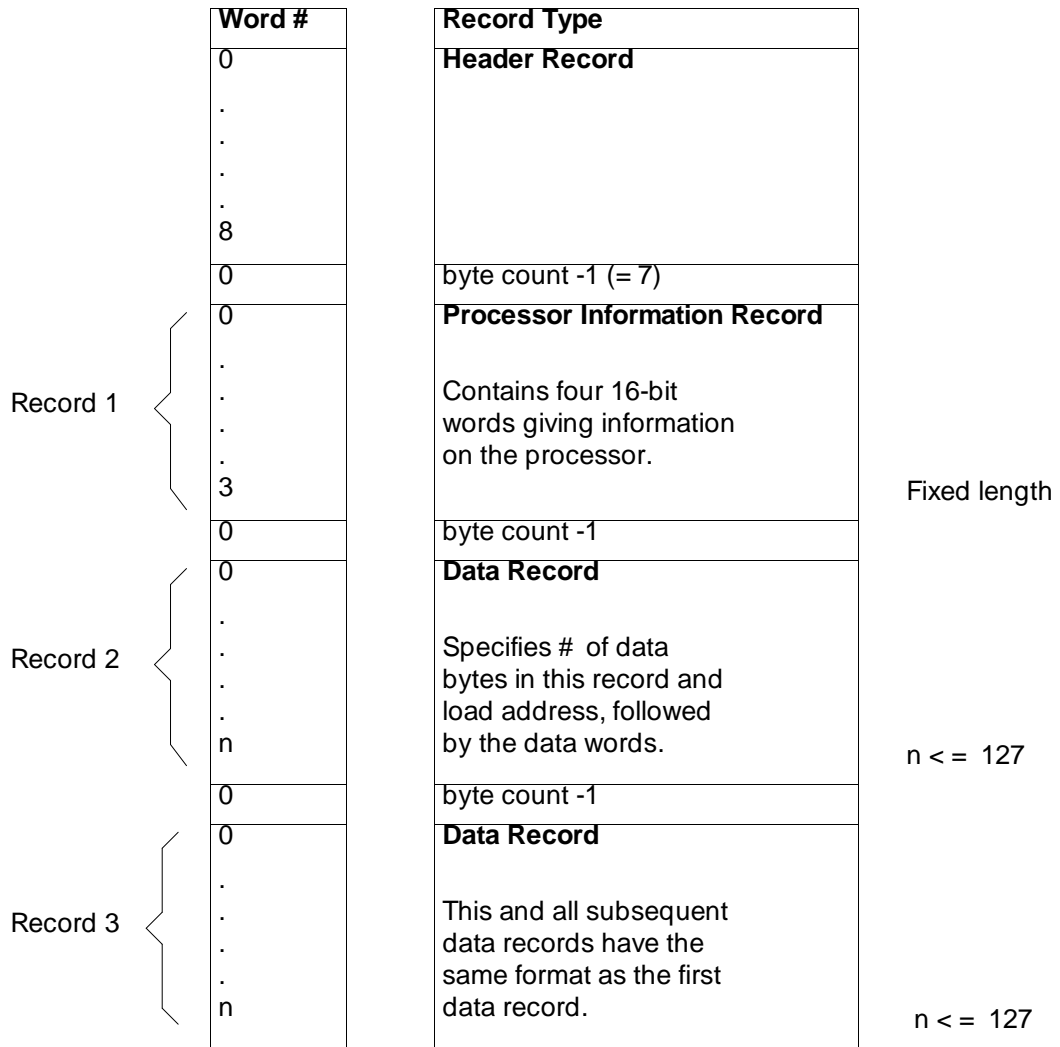 Word # Record Type
0 Header Record
.
.
.
.
8
0 byte count -1 (= 7)
0 Processor Information Record
.
Record 1 . Contains four 16-bit
. words giving information
. on the processor.
3 Fixed length
0 byte count -1
0 Data Record
.
Record 2 . Specifies # of data
. bytes in this record and
. load address, followed
n by the data words. n < = 127
0 byte count -1
0 Data Record
.
Record 3 . This and all subsequent
. data records have the
. same format as the first
n data record. n < = 127